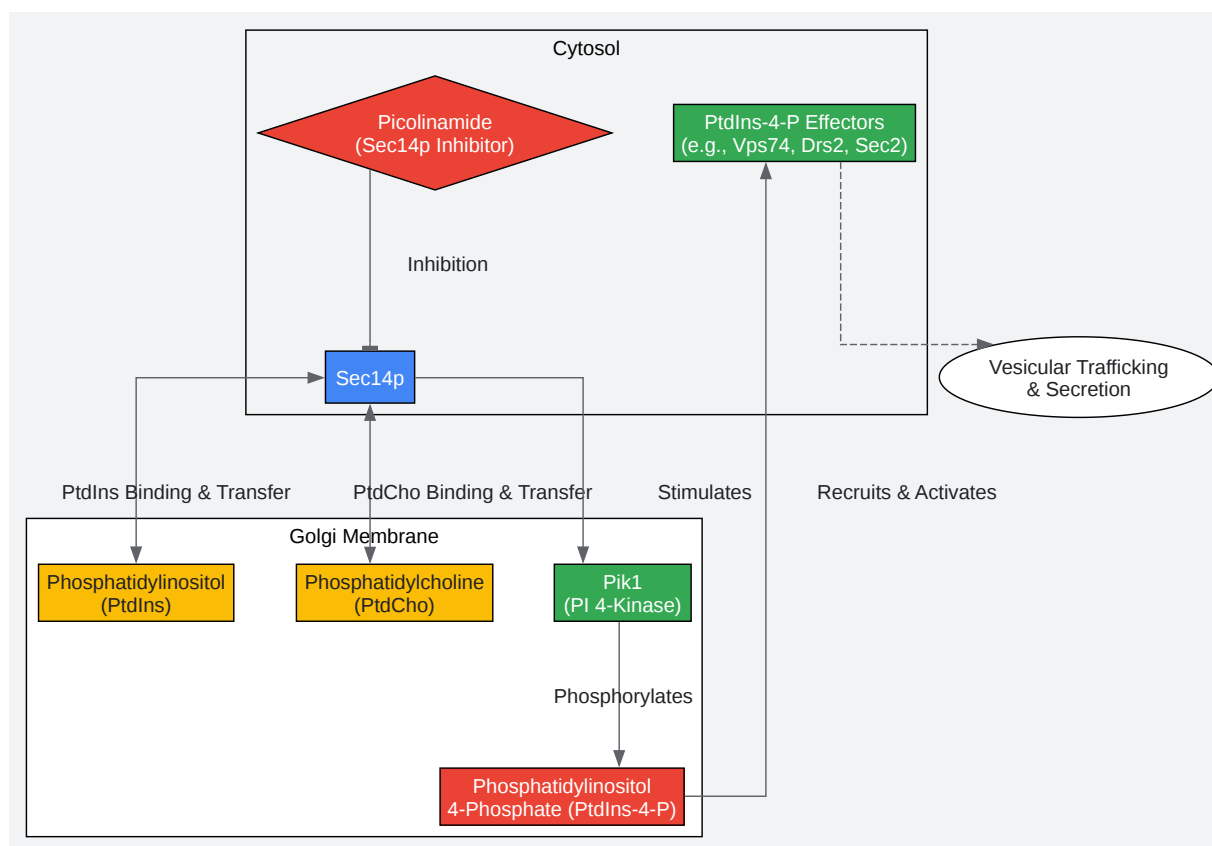 Cytosol
Picolinamide
(Sec14p Inhibitor)
PtdIns-4-P Effectors
(e.g., Vps74, Drs2, Sec2)
Inhibition
Sec14p
Vesicular Trafficking
& Secretion
PtdIns Binding & Transfer
PtdCho Binding & Transfer
Stimulates
Recruits & Activates
Golgi Membrane
Phosphatidylinositol
(PtdIns)
Phosphatidylcholine
(PtdCho)
Pik1
(PI 4-Kinase)
Phosphorylates
Phosphatidylinositol
4-Phosphate (PtdIns-4-P)